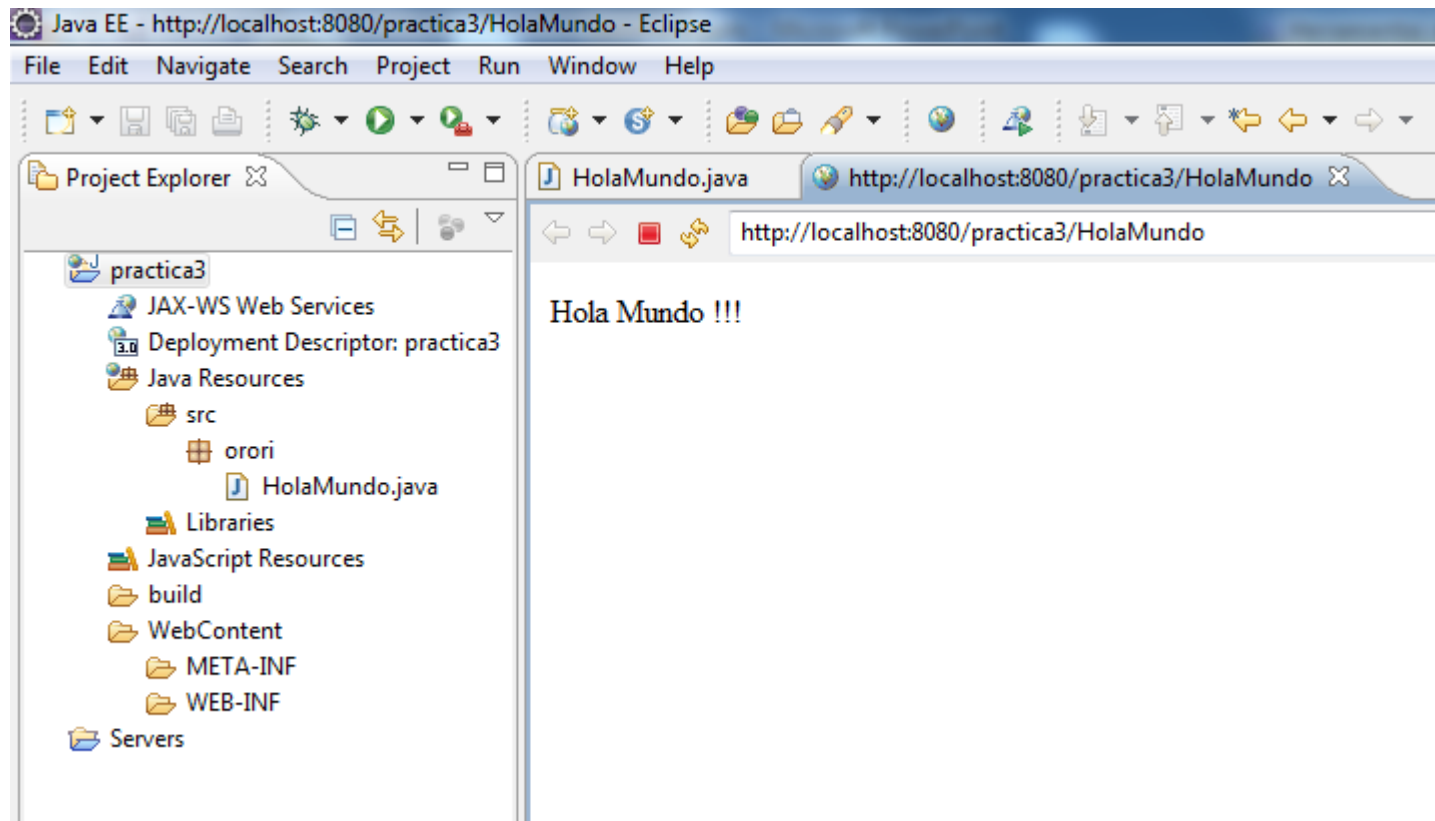 Java EE - http://localhost:8080/practica3/HolaMundo - Eclipse
File Edit Navigate Search Project Run Window Help
Project Explorer
HolaMundo.java
http://localhost:8080/practica3/HolaMundo
http://localhost:8080/practica3/HolaMundo
practica3
JAX-WS Web Services
3.0 Deployment Descriptor: practica3
Java Resources
src
orori
J HolaMundo.java
Libraries
JavaScript Resources
build
WebContent
META-INF
WEB-INF
Servers
Hola Mundo !!!